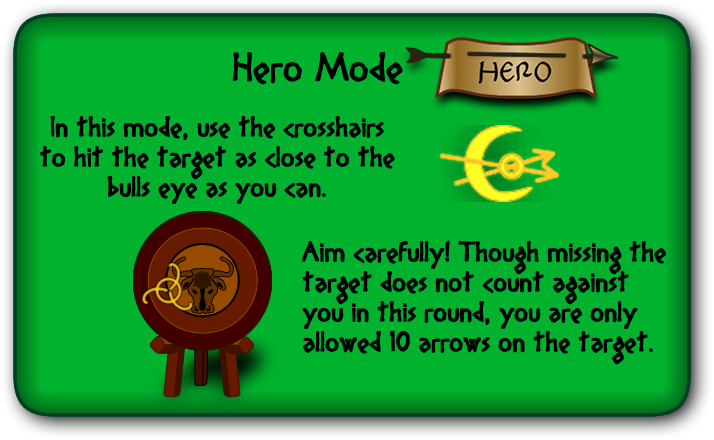 Hero Mode
HERO
In this mode, use the crosshairs
to hit the target as close to the
bulls eye as you can.
Aim carefully! Though missing the
target does not count against
you in this round, you are only
allowed 10 arrows on the target.